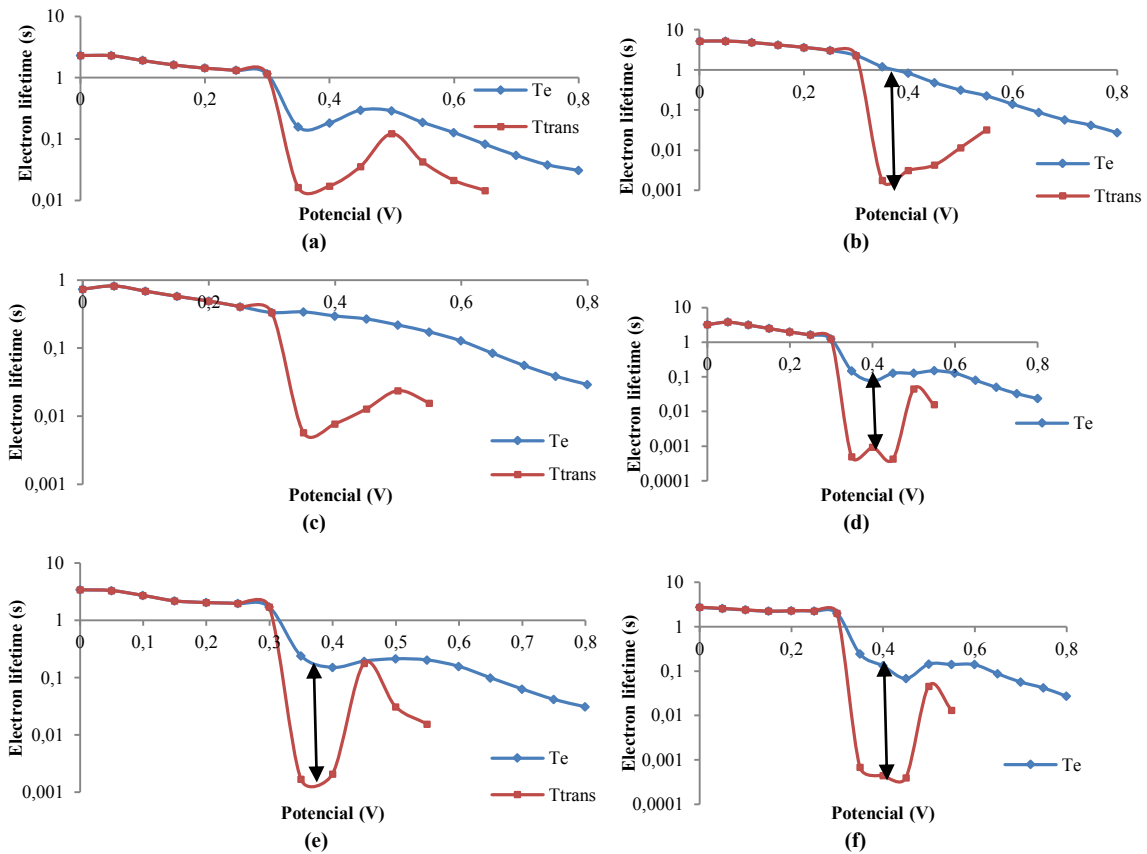 10
1
0,1
0,01
0
0,2
0,4
0,6
0,8
Electron lifetime (s)
Te
Ttrans
Potencial (V)
(a)
10
1
0,1
0,01
0,001
0
0,2
0,4
0,6
0,8
Electron lifetime (s)
Te
Ttrans
Potencial (V)
(b)
1
0,1
0,01
0,001
0
0,2
0,4
0,6
0,8
Electron lifetime (s)
Te
Ttrans
Potencial (V)
(c)
10
1
0,1
0,01
0,001
0,0001
0
0,2
0,4
0,6
0,8
Electron lifetime (s)
Te
Potencial (V)
(d)
10
1
0,1
0,01
0,001
0
0,1
0,2
0,3
0,4
0,5
0,6
0,7
0,8
Electron lifetime (s)
Te
Ttrans
Potencial (V)
(e)
10
1
0,1
0,01
0,001
0,0001
0
0,2
0,4
0,6
0,8
Electron lifetime (s)
Te
Potencial (V)
(f)